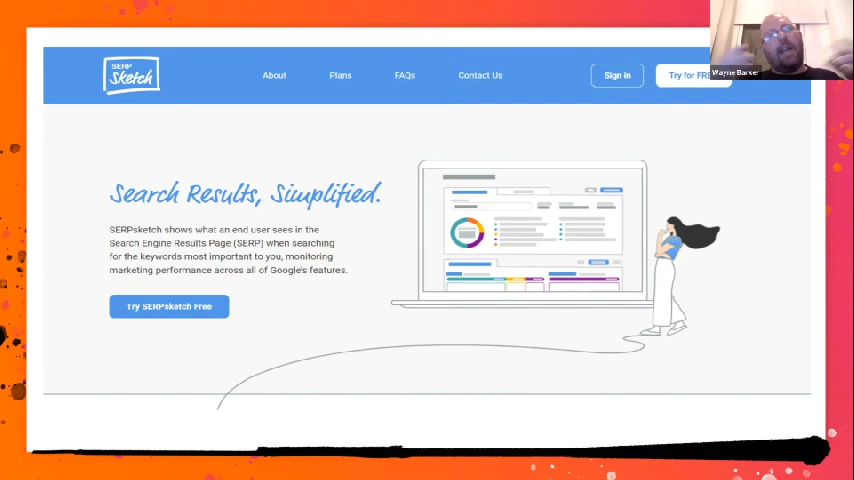 SERP
Sketch
About
Plans
FAQs
Contact Us
Sign in
Try for FRE
Wayne Barker
Search Results, Simplified.
SERPsketch shows what an end user sees in the
Search Engine Results Page (SERP) when searching
for the keywords most important to you, monitoring
marketing performance across all of Google's features.
Try SERPsketch Free